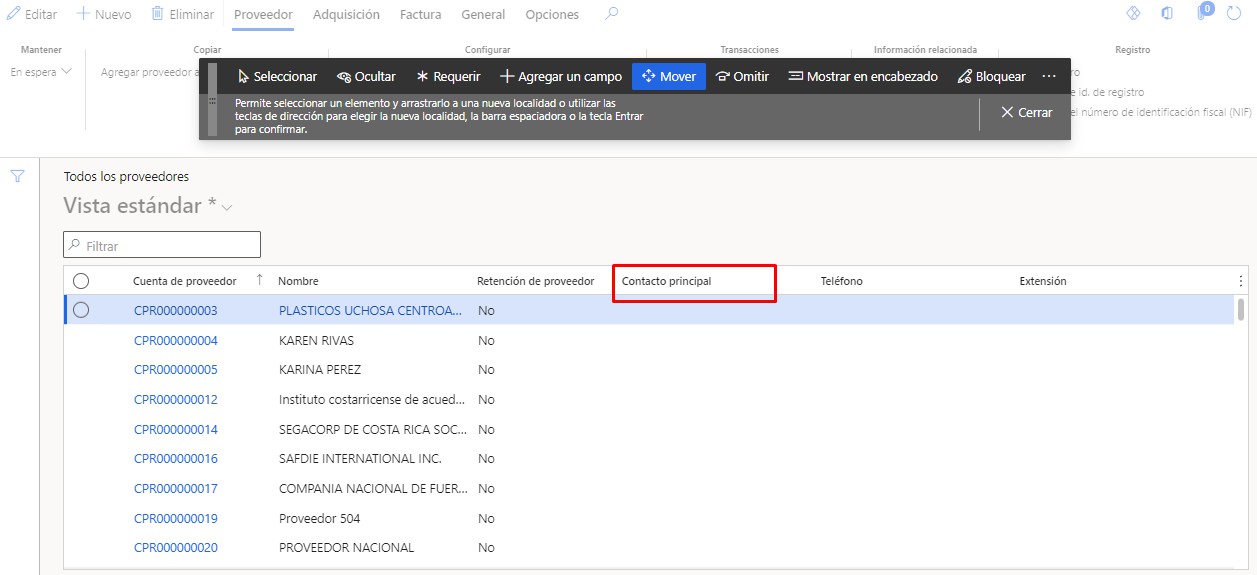 Editar Nuevo Eliminar Proveedor Adquisición Factura General Opciones 0
Mantener Copiar Configurar Transacciones Información relacionada Registro
En espera Agregar proveedor a
ro
e id. de registro
el número de identificación fiscal (NIF)
Seleccionar Ocultar Requerir Agregar un campo Mover Omitir Mostrar en encabezado Bloquear ...
Permite seleccionar un elemento y arrastrarlo a una nueva localidad o utilizar las
teclas de dirección para elegir la nueva localidad, la barra espaciadora o la tecla Entrar
para confirmar.
Cerrar
Todos los proveedores
Vista estándar *
Filtrar
Cuenta de proveedor Nombre Retención de proveedor Contacto principal Teléfono Extensión
CPR000000003 PLASTICOS UCHOSA CENTROA... No
CPR000000004 KAREN RIVAS No
CPR000000005 KARINA PEREZ No
CPR000000012 Instituto costarricense de acued... No
CPR000000014 SEGACORP DE COSTA RICA SOC... No
CPR000000016 SAFDIE INTERNATIONAL INC. No
CPR000000017 COMPANIA NACIONAL DE FUER... No
CPR000000019 Proveedor 504 No
CPR000000020 PROVEEDOR NACIONAL No